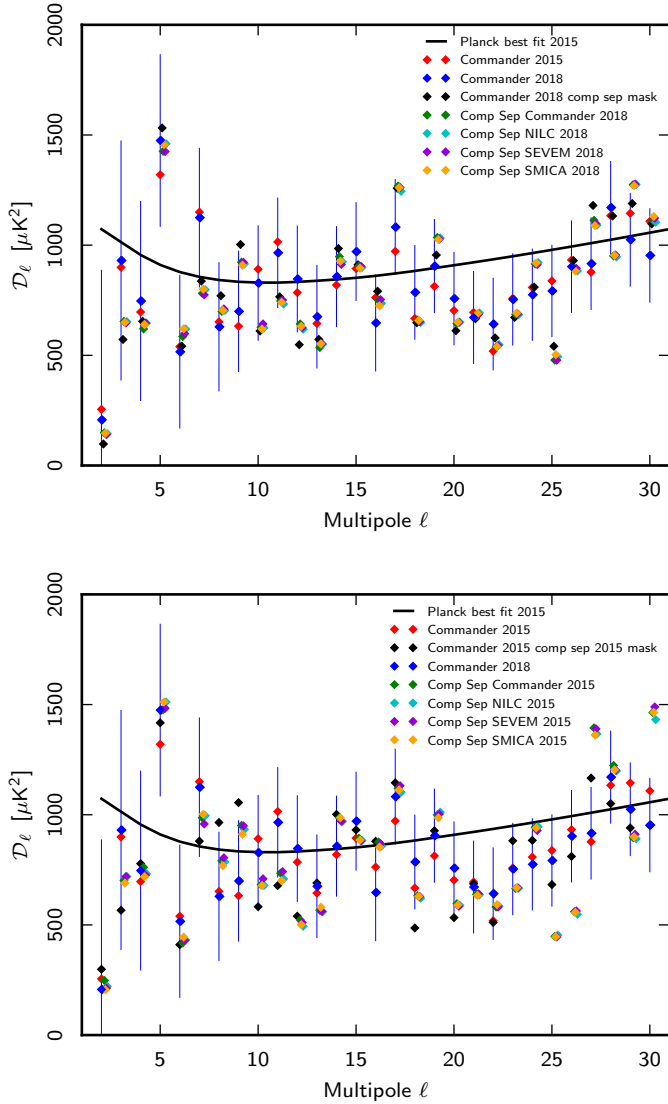 2000
1500
1000
500
0
𝒟ℓ [μK²]
Planck best fit 2015
Commander 2015
Commander 2018
Commander 2018 comp sep mask
Comp Sep Commander 2018
Comp Sep NILC 2018
Comp Sep SEVEM 2018
Comp Sep SMICA 2018
5 10 15 20 25 30
Multipole ℓ
2000
1500
1000
500
0
𝒟ℓ [μK²]
Planck best fit 2015
Commander 2015
Commander 2015 comp sep 2015 mask
Commander 2018
Comp Sep Commander 2015
Comp Sep NILC 2015
Comp Sep SEVEM 2015
Comp Sep SMICA 2015
5 10 15 20 25 30
Multipole ℓ